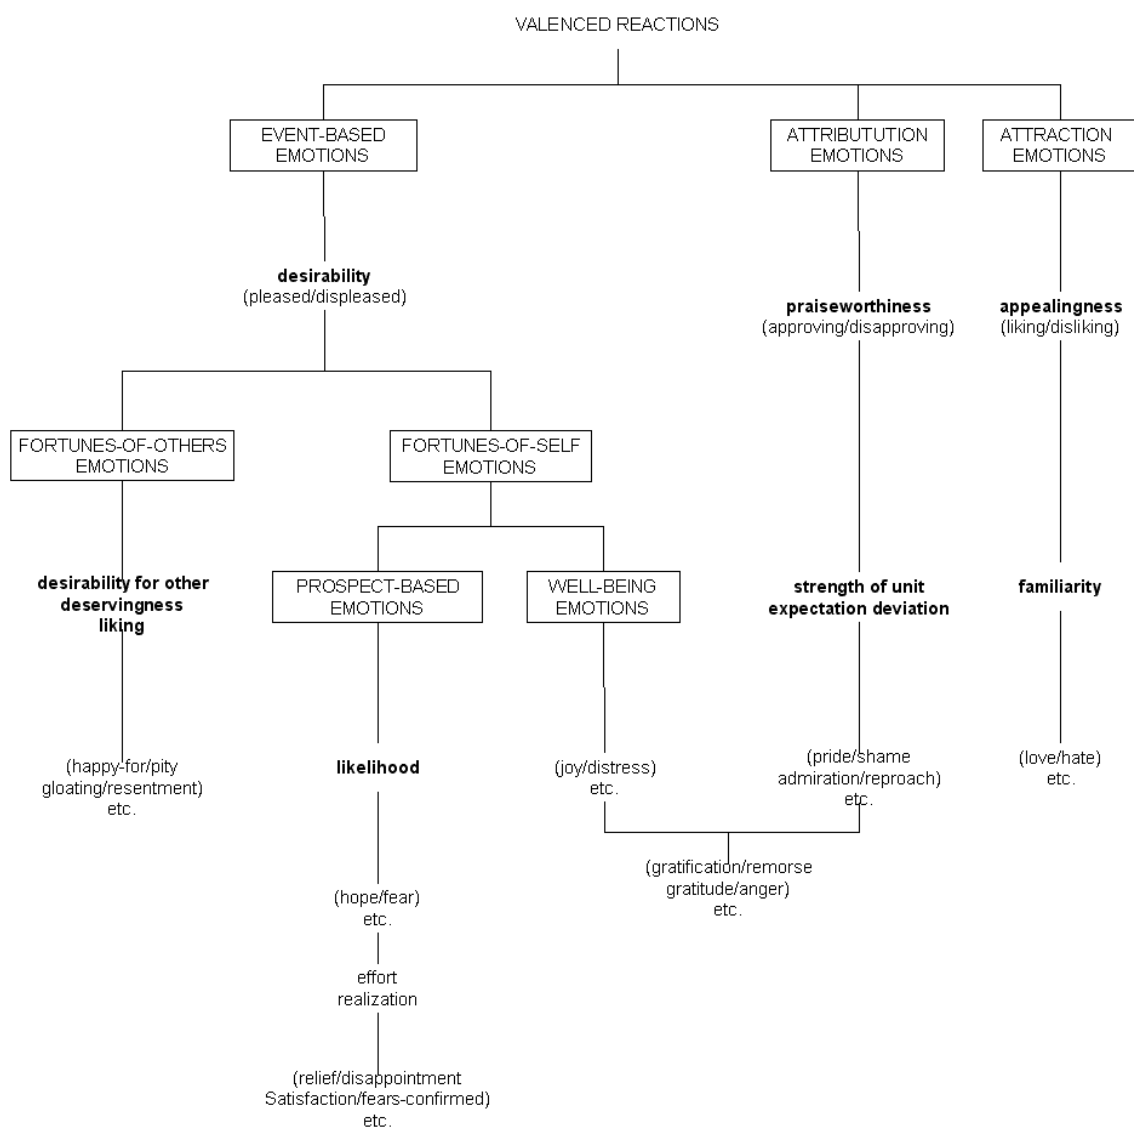 VALENCED REACTIONS
EVENT-BASED
EMOTIONS
ATTRIBUTUTION
EMOTIONS
ATTRACTION
EMOTIONS
desirability
(pleased/displeased)
praiseworthiness
(approving/disapproving)
appealingness
(liking/disliking)
FORTUNES-OF-OTHERS
EMOTIONS
FORTUNES-OF-SELF
EMOTIONS
desirability for other
deservingness
liking
PROSPECT-BASED
EMOTIONS
WELL-BEING
EMOTIONS
strength of unit
expectation deviation
familiarity
(happy-for/pity
gloating/resentment)
etc.
likelihood
(joy/distress)
etc.
(pride/shame
admiration/reproach)
etc.
(love/hate)
etc.
(gratification/remorse
gratitude/anger)
etc.
(hope/fear)
etc.
effort
realization
(relief/disappointment
Satisfaction/fears-confirmed)
etc.